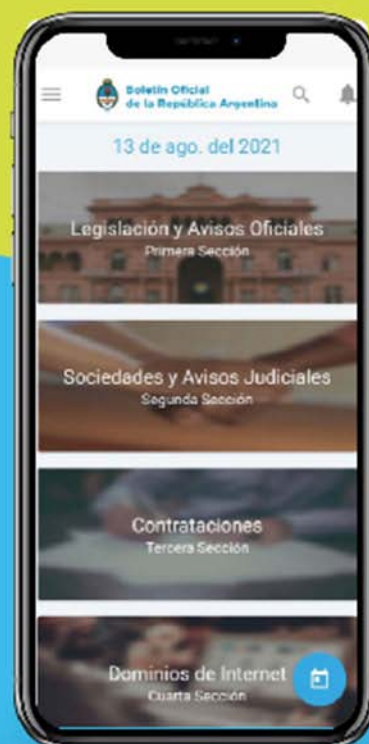 Boletín Oficial
de la República Argentina
13 de ago. del 2021
Legislación y Avisos Oficiales
Primera Sección
Sociedades y Avisos Judiciales
Segunda Sección
Contrataciones
Tercera Sección
Dominios de Internet
Cuarta Sección